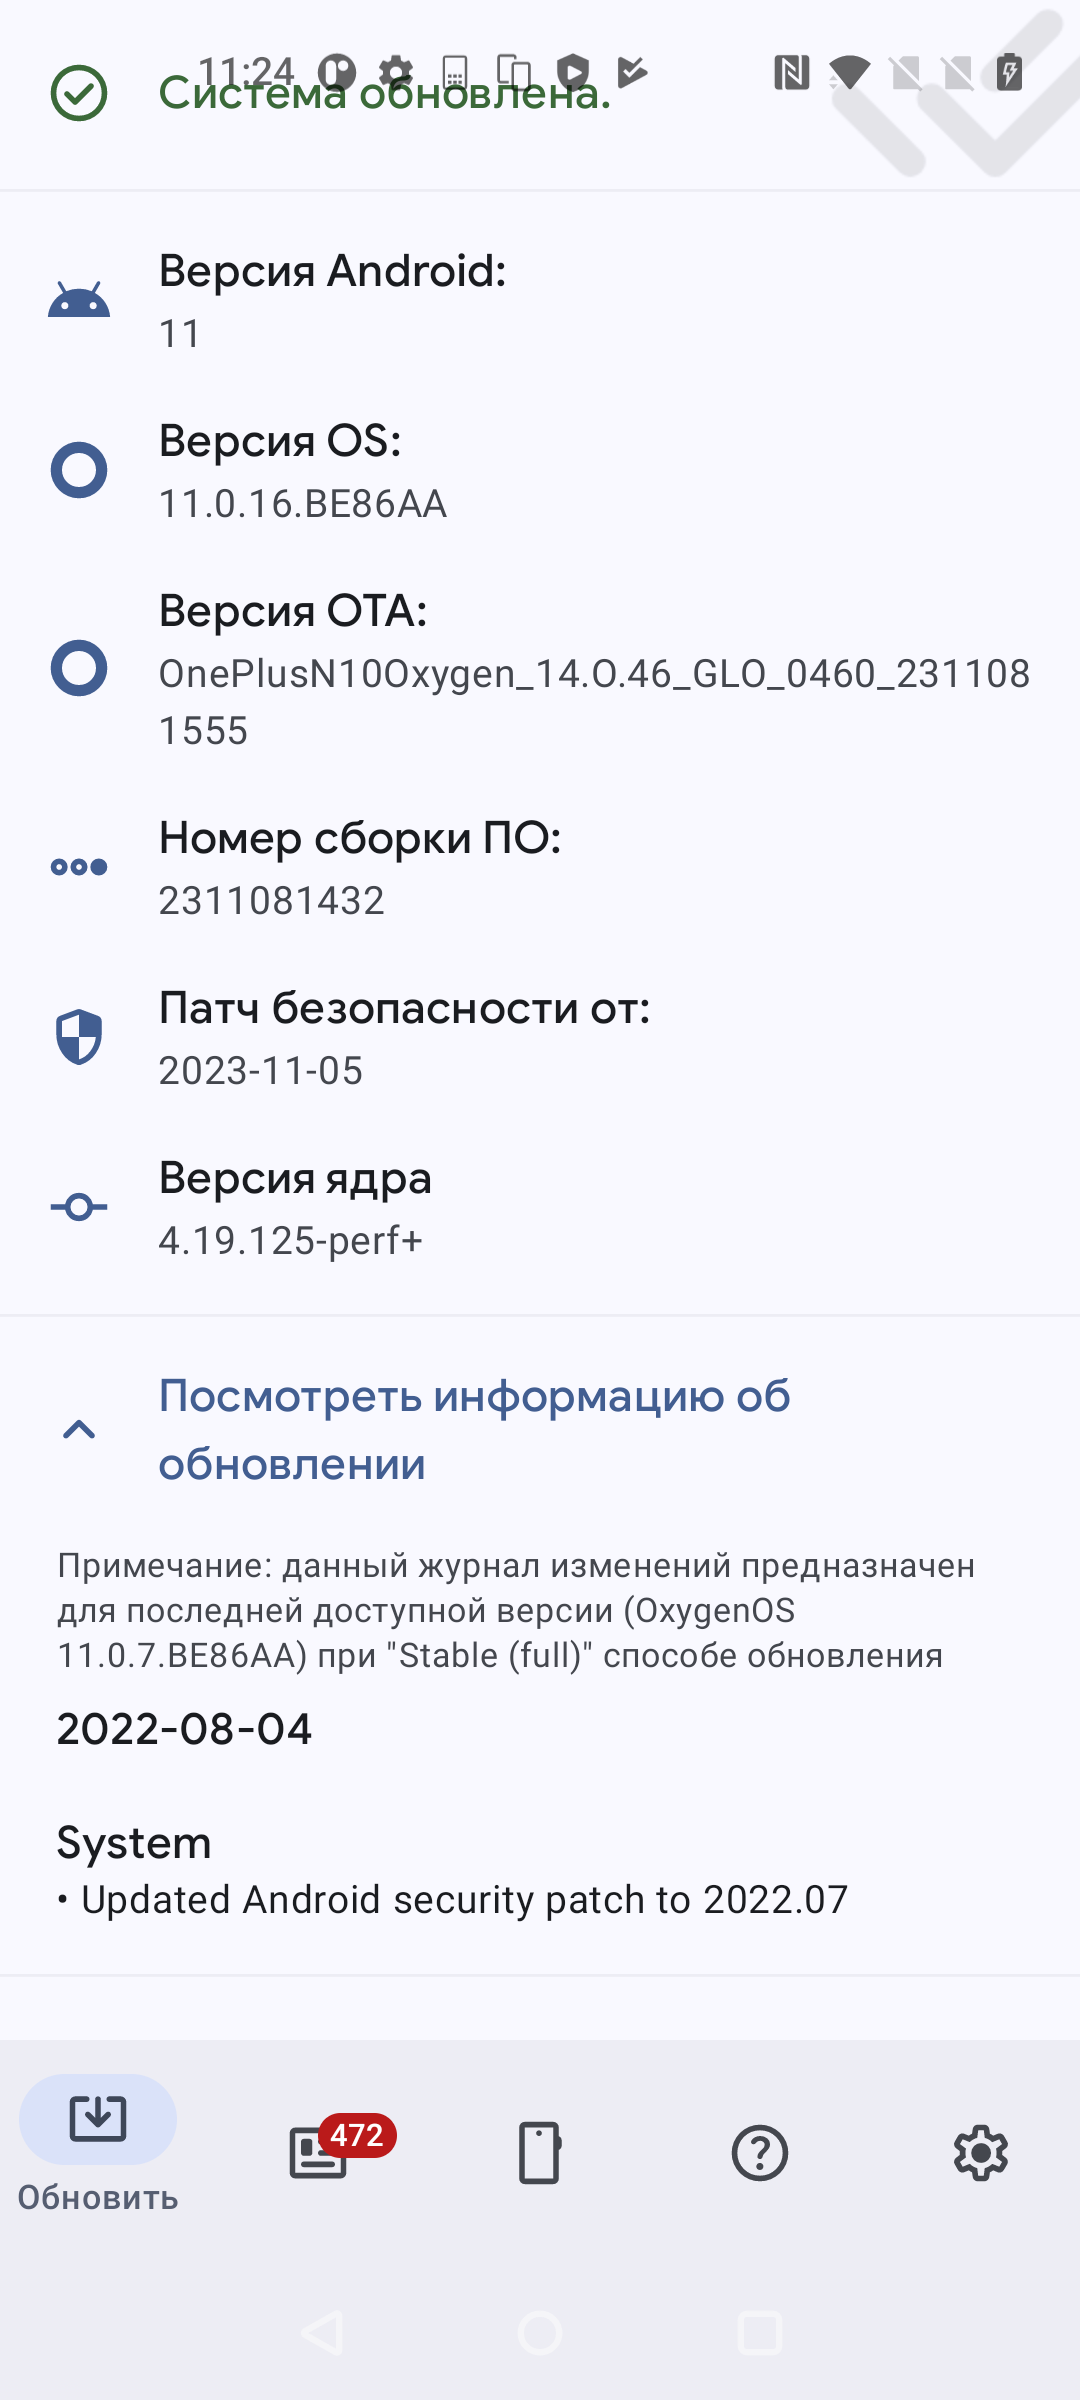 11:24
Система обновлена.
Версия Android:
11
Версия OS:
11.0.16.BE86AA
Версия OTA:
OnePlusN10Oxygen_14.O.46_GLO_0460_231108
1555
Номер сборки ПО:
2311081432
Патч безопасности от:
2023-11-05
Версия ядра
4.19.125-perf+
Посмотреть информацию об
обновлении
Примечание: данный журнал изменений предназначен
для последней доступной версии (OxygenOS
11.0.7.BE86AA) при "Stable (full)" способе обновления
2022-08-04
System
• Updated Android security patch to 2022.07
472
Обновить